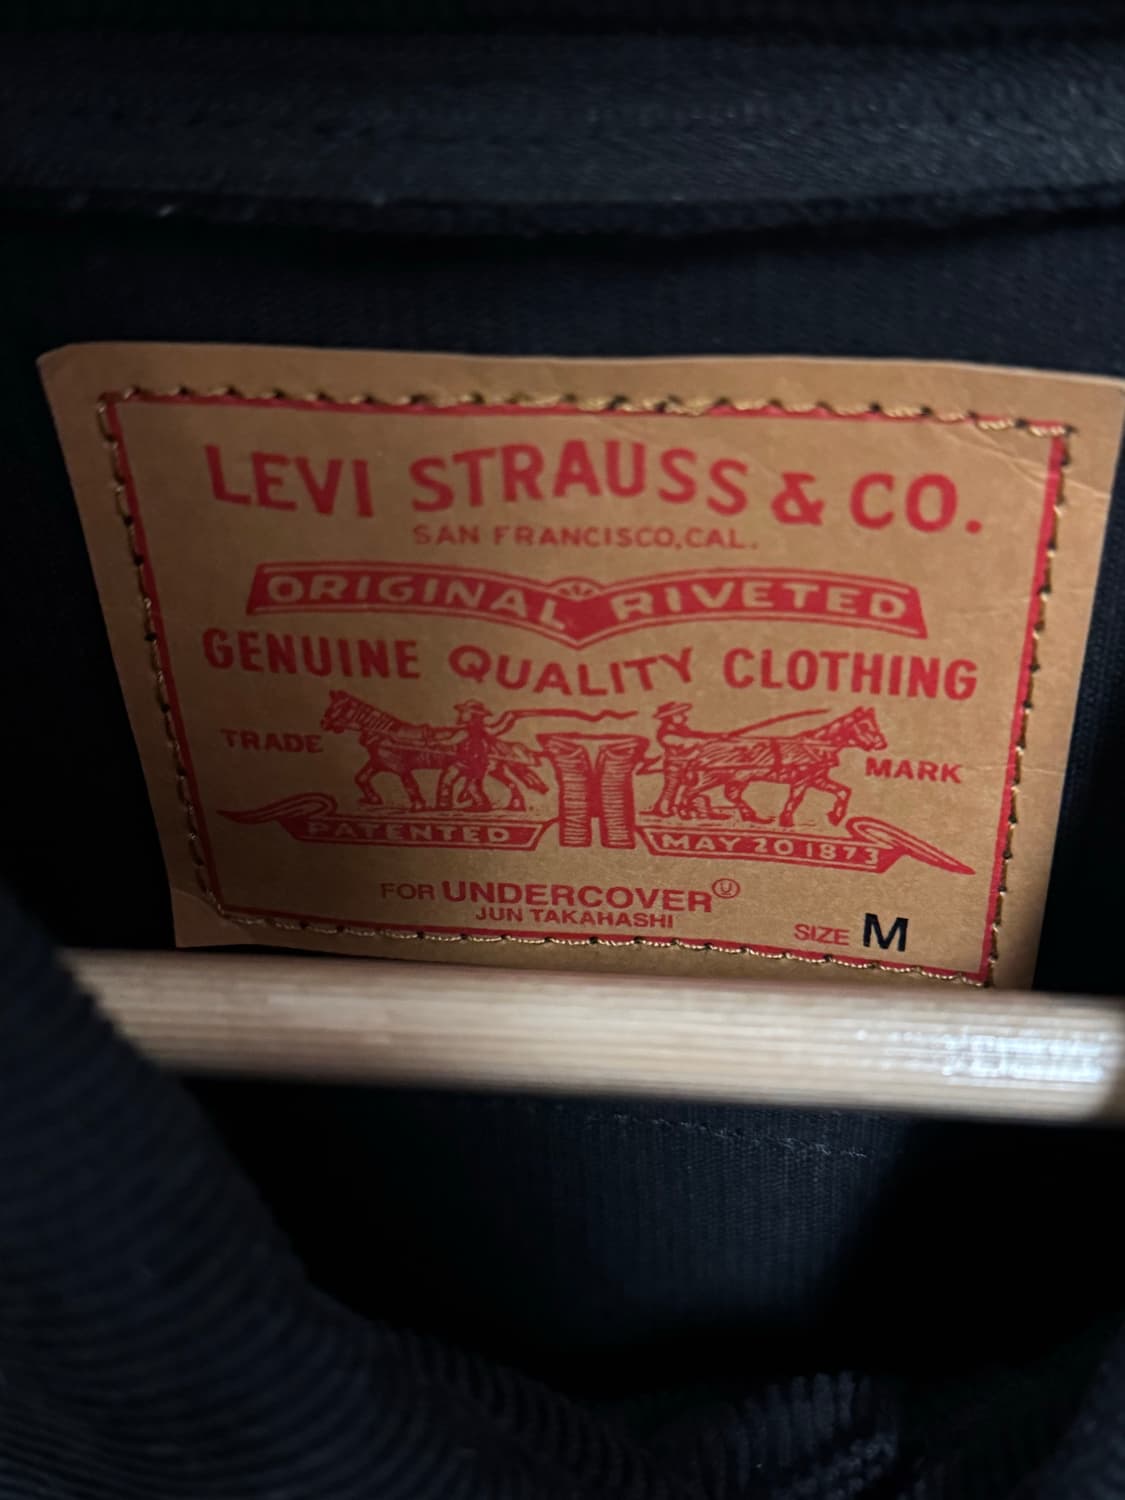 LEVI STRAUSS & CO.
SAN FRANCISCO, CAL.
ORIGINAL RIVETED
GENUINE QUALITY CLOTHING
TRADE MARK
PATENTED MAY 20 1873
FOR UNDERCOVER Ⓤ
JUN TAKAHASHI
SIZE M